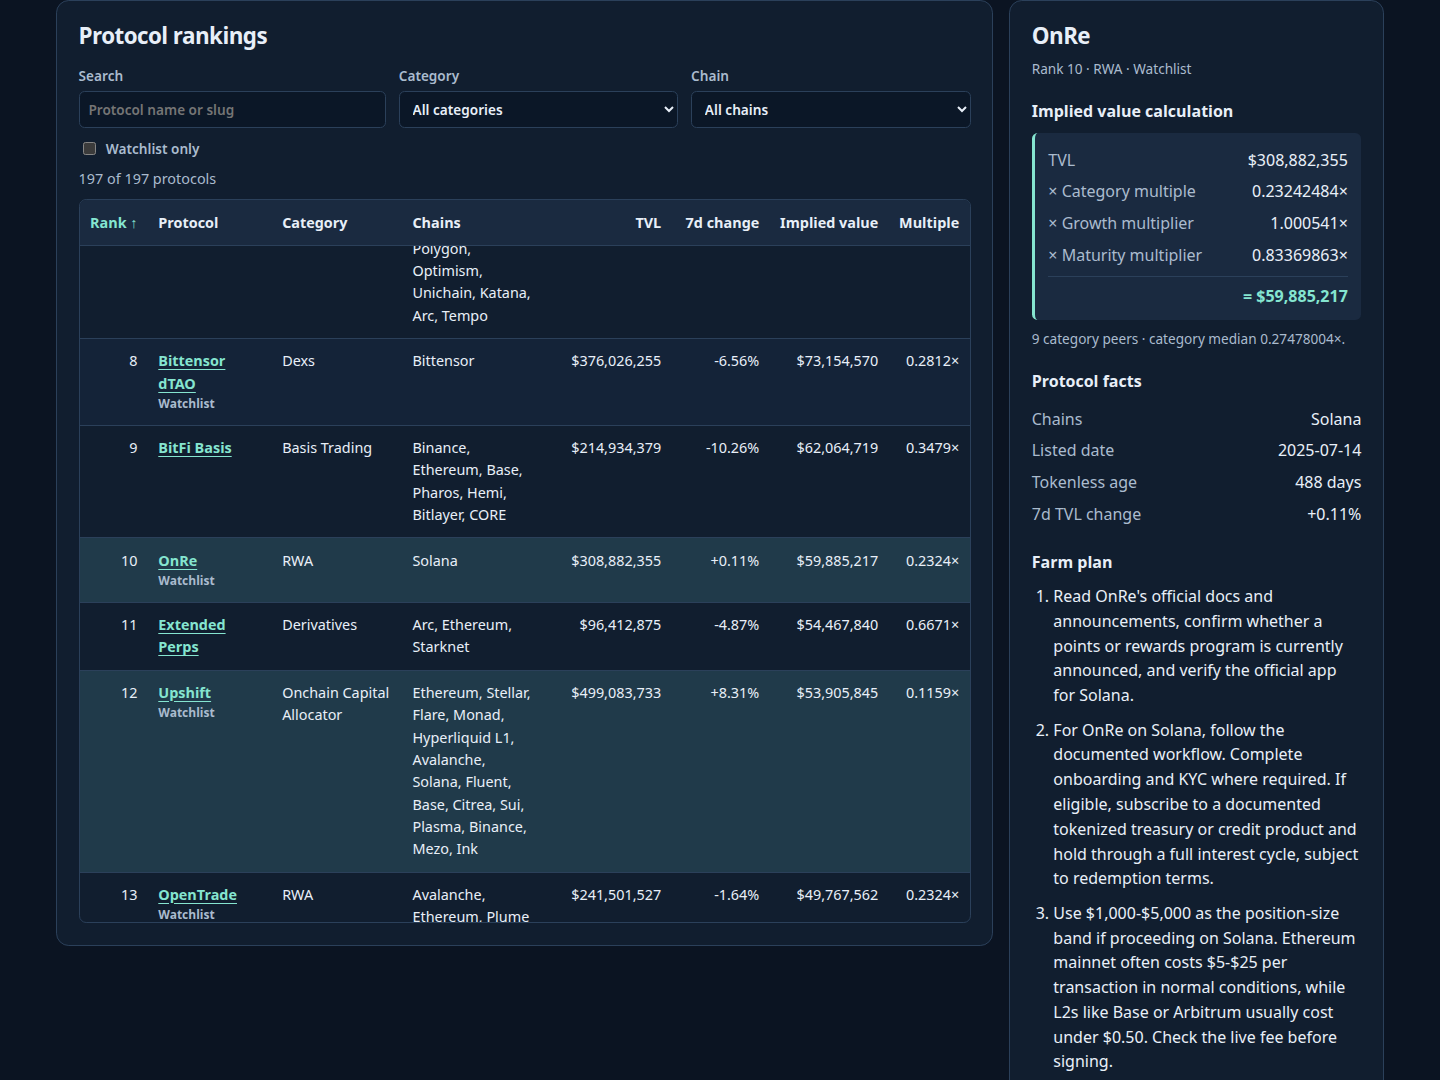 Protocol rankings
Search
Category
Chain
Protocol name or slug
All categories
All chains
Watchlist only
197 of 197 protocols
Rank ↑ Protocol Category Chains TVL 7d change Implied value Multiple
Polygon,
Optimism,
Unichain, Katana,
Arc, Tempo
8 Bittensor Dexs Bittensor $376,026,255 -6.56% $73,154,570 0.2812×
dTAO
Watchlist
9 BitFi Basis Basis Trading Binance, $214,934,379 -10.26% $62,064,719 0.3479×
Ethereum, Base,
Pharos, Hemi,
Bitlayer, CORE
10 OnRe RWA Solana $308,882,355 +0.11% $59,885,217 0.2324×
Watchlist
11 Extended Derivatives Arc, Ethereum, $96,412,875 -4.87% $54,467,840 0.6671×
Perps Starknet
12 Upshift Onchain Capital Ethereum, Stellar, $499,083,733 +8.31% $53,905,845 0.1159×
Watchlist Allocator Flare, Monad,
Hyperliquid L1,
Avalanche,
Solana, Fluent,
Base, Citrea, Sui,
Plasma, Binance,
Mezo, Ink
13 OpenTrade RWA Avalanche, $241,501,527 -1.64% $49,767,562 0.2324×
Watchlist Ethereum, Plume
OnRe
Rank 10 · RWA · Watchlist
Implied value calculation
TVL $308,882,355
× Category multiple 0.23242484×
× Growth multiplier 1.000541×
× Maturity multiplier 0.83369863×
= $59,885,217
9 category peers · category median 0.27478004×.
Protocol facts
Chains Solana
Listed date 2025-07-14
Tokenless age 488 days
7d TVL change +0.11%
Farm plan
1. Read OnRe's official docs and
announcements, confirm whether a
points or rewards program is currently
announced, and verify the official app
for Solana.
2. For OnRe on Solana, follow the
documented workflow. Complete
onboarding and KYC where required. If
eligible, subscribe to a documented
tokenized treasury or credit product and
hold through a full interest cycle, subject
to redemption terms.
3. Use $1,000-$5,000 as the position-size
band if proceeding on Solana. Ethereum
mainnet often costs $5-$25 per
transaction in normal conditions, while
L2s like Base or Arbitrum usually cost
under $0.50. Check the live fee before
signing.